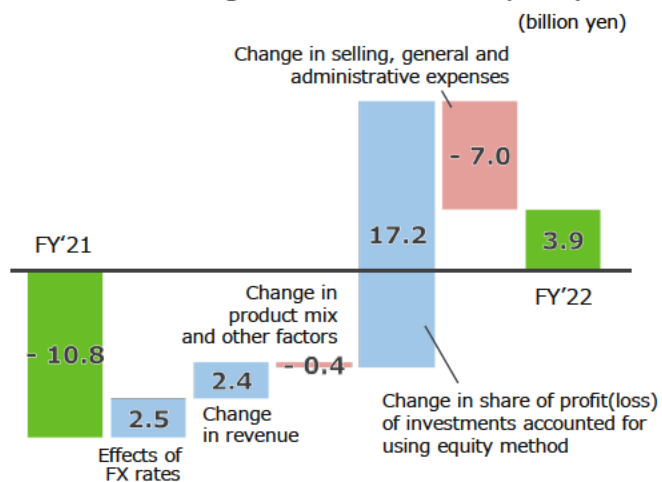 (billion yen)
Change in selling, general and
administrative expenses
- 7.0
17.2
3.9
FY'21
FY'22
Change in
product mix
and other factors
- 10.8
- 0.4
2.4
2.5
Change
in revenue
Effects of
FX rates
Change in share of profit(loss)
of investments accounted for
using equity method